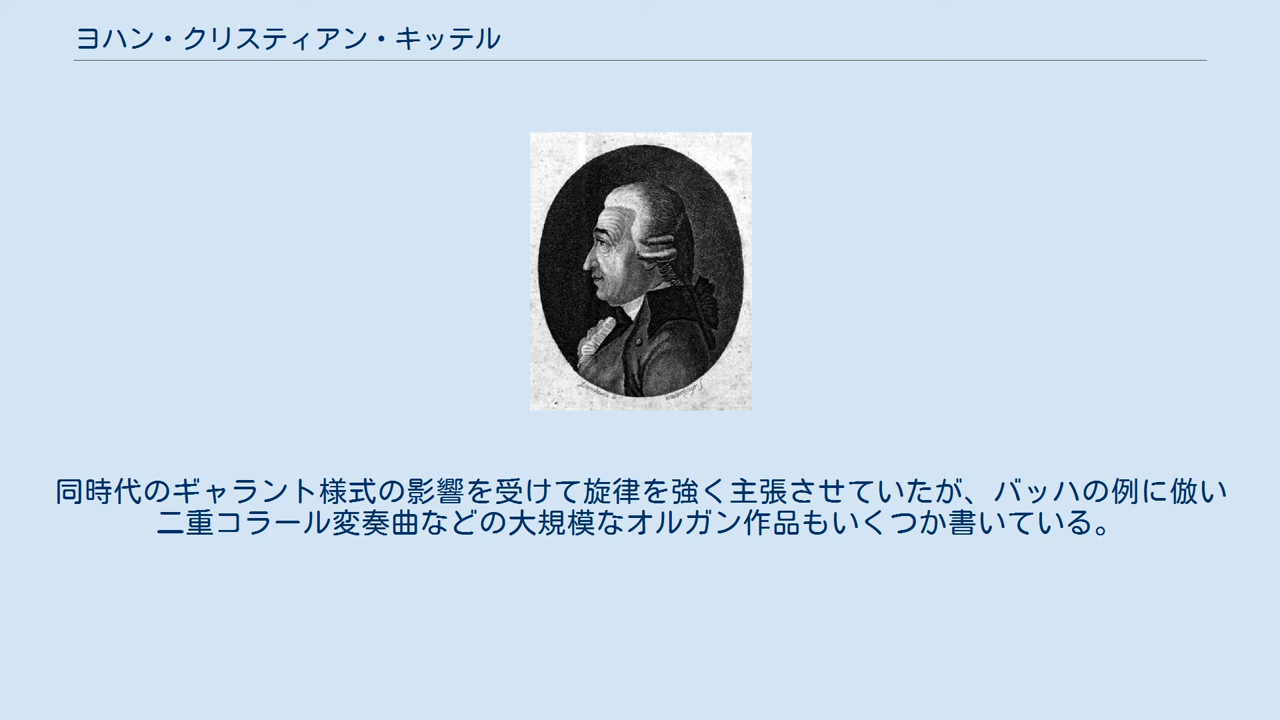 ヨハン・クリスティアン・キッテル
同時代のギャラント様式の影響を受けて旋律を強く主張させていたが、バッハの例に倣い
二重コラール変奏曲などの大規模なオルガン作品もいくつか書いている。